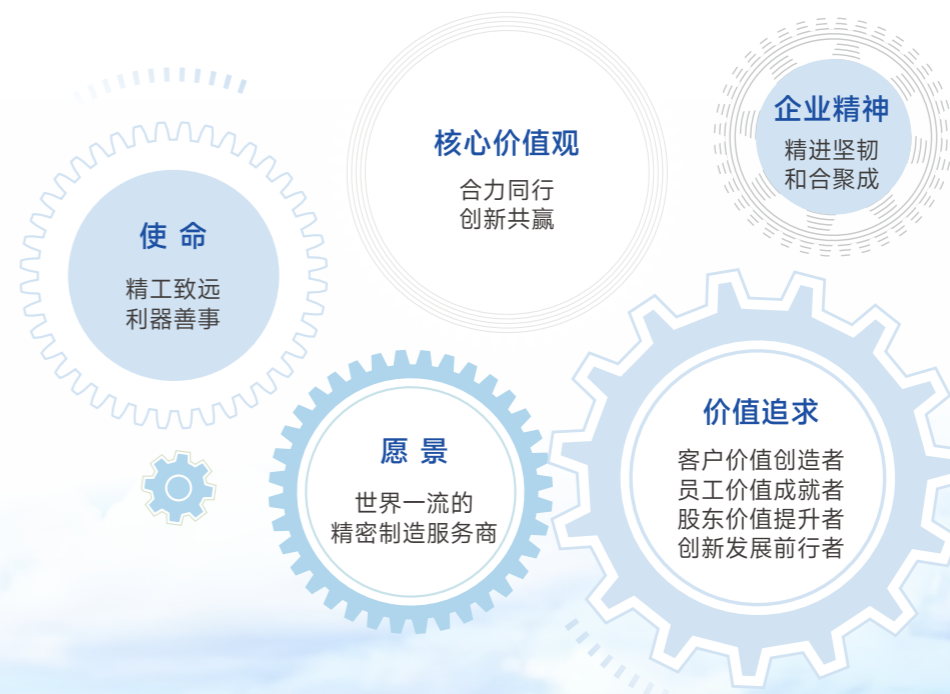 使 命
精工致远
利器善事
核心价值观
合力同行
创新共赢
企业精神
精进坚韧
和合聚成
愿 景
世界一流的
精密制造服务商
价值追求
客户价值创造者
员工价值成就者
股东价值提升者
创新发展前行者